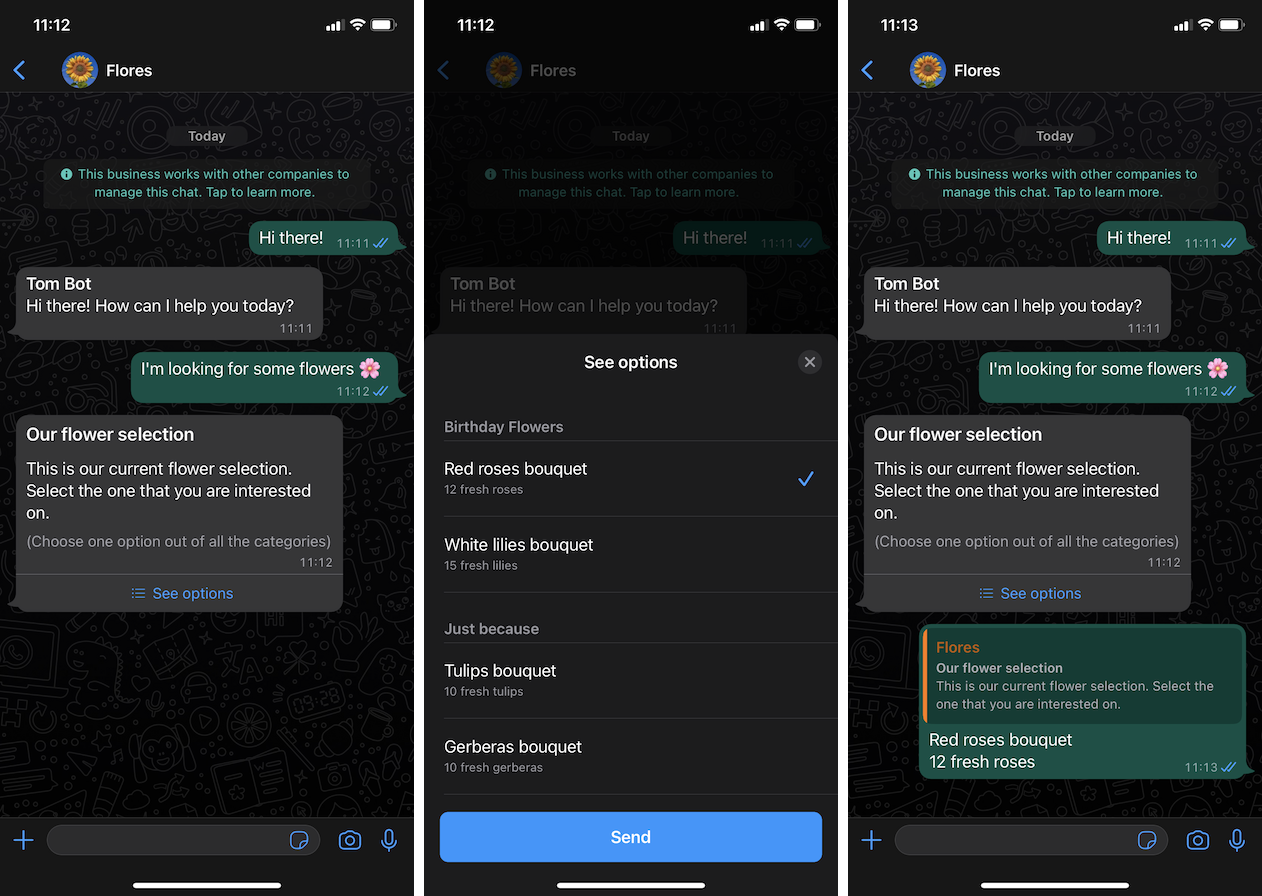 11:12
Flores
Today
This business works with other companies to
manage this chat. Tap to learn more.
Hi there! 11:11
Tom Bot
Hi there! How can I help you today?
11:11
I'm looking for some flowers 🌸
11:12
Our flower selection
This is our current flower selection.
Select the one that you are interested
on.
(Choose one option out of all the categories)
11:12
See options
11:12
Flores
Today
This business works with other companies to
manage this chat. Tap to learn more.
Hi there! 11:11
Tom Bot
Hi there! How can I help you today?
11:11
See options
Birthday Flowers
Red roses bouquet
12 fresh roses
White lilies bouquet
15 fresh lilies
Just because
Tulips bouquet
10 fresh tulips
Gerberas bouquet
10 fresh gerberas
Send
11:13
Flores
Today
This business works with other companies to
manage this chat. Tap to learn more.
Hi there! 11:11
Tom Bot
Hi there! How can I help you today?
11:11
I'm looking for some flowers 🌸
11:12
Our flower selection
This is our current flower selection.
Select the one that you are interested
on.
(Choose one option out of all the categories)
11:12
See options
Flores
Our flower selection
This is our current flower selection. Select the
one that you are interested on.
Red roses bouquet
12 fresh roses
11:13